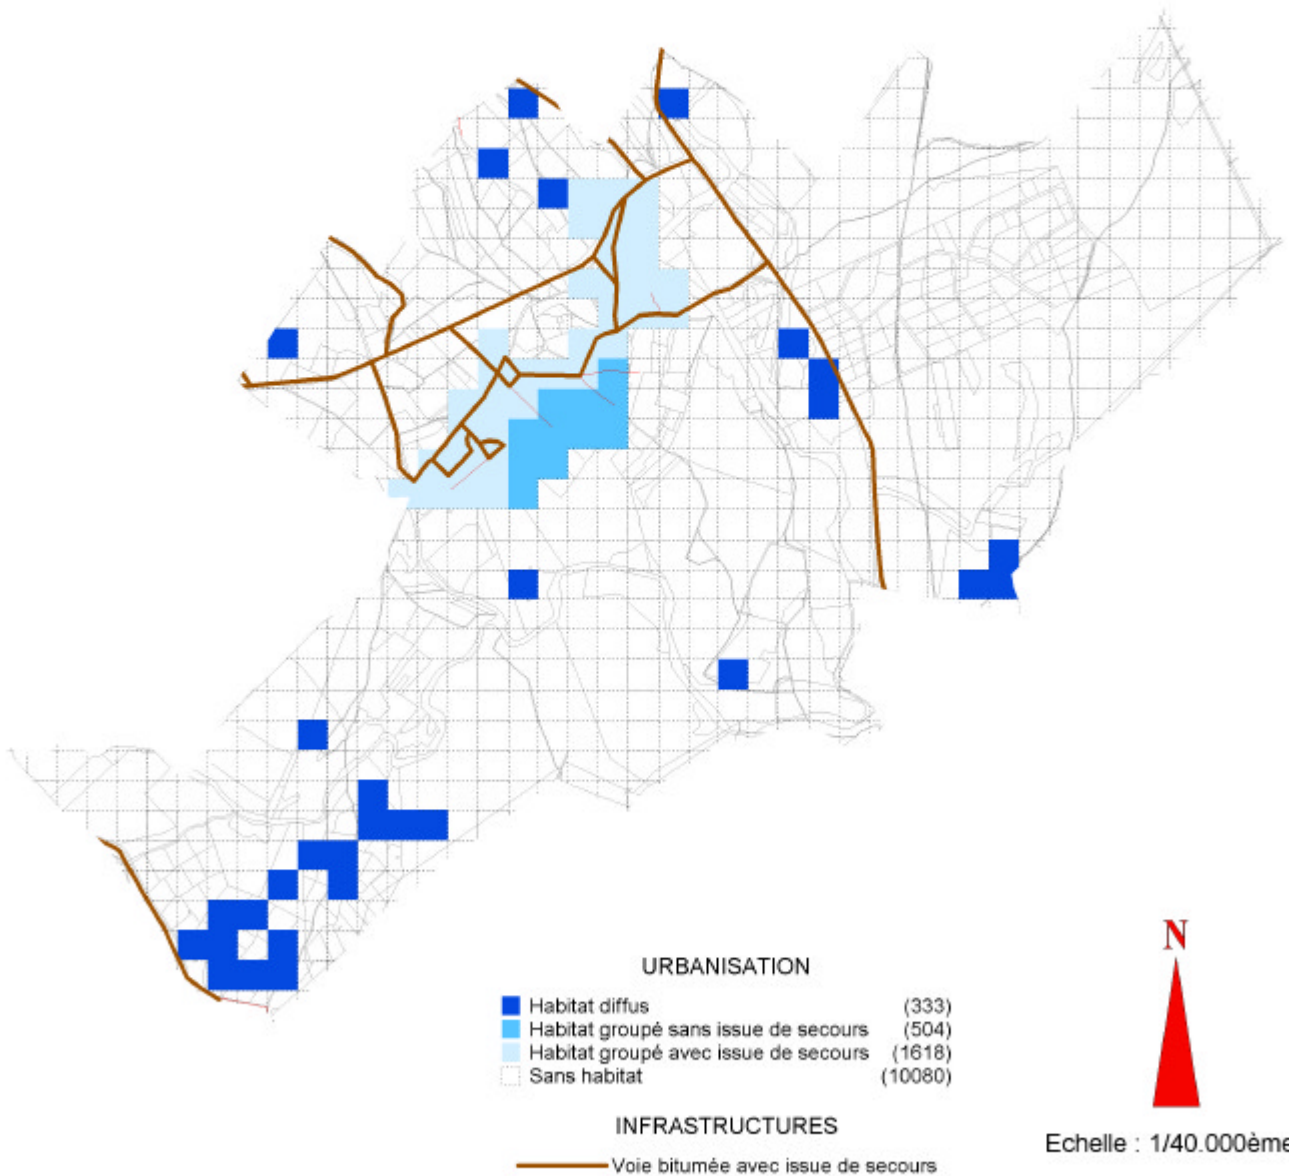 URBANISATION
Habitat diffus (333)
Habitat groupé sans issue de secours (504)
Habitat groupé avec issue de secours (1618)
Sans habitat (10080)
INFRASTRUCTURES
Voie bitumée avec issue de secours
N
Echelle : 1/40.000ème